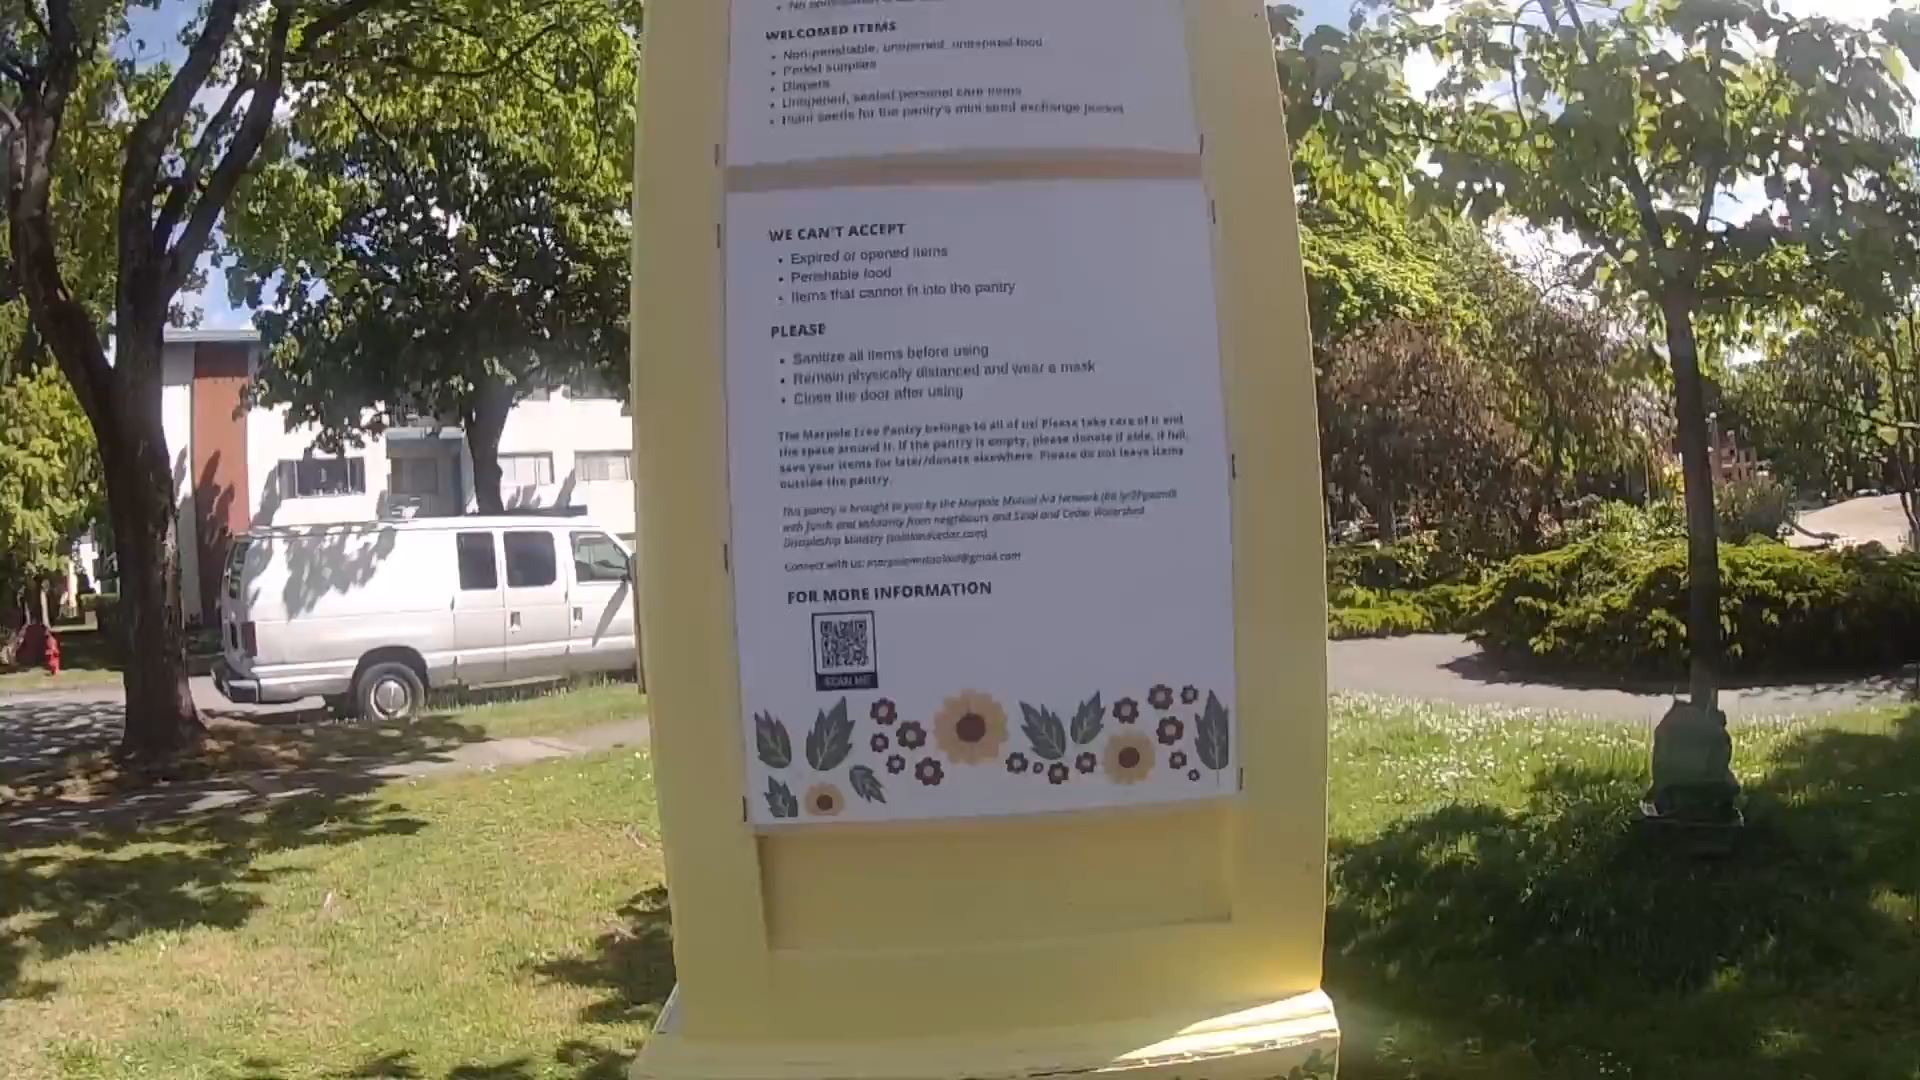 • No
WELCOMED ITEMS
• Non-perishable, unopened, unexpired food
• Period supplies
• Diapers
• Unopened, sealed personal care items
• Plant seeds for the pantry's mini seed exchange
WE CAN'T ACCEPT
• Expired or opened items
• Perishable food
• Items that cannot fit into the pantry
PLEASE
• Sanitize all items before using
• Remain physically distanced and wear a mask
• Close the door after using
The Marpole Free Pantry belongs to all of us! Please take care of it and
the space around it. If the pantry is empty, please donate if able, if full,
save your items for later/donate elsewhere. Please do not leave items
outside the pantry.
This pantry is brought to you by the Marpole Mutual Aid Network
with funds and solidarity from neighbours and Salal and Cedar Watershed
Discipleship Ministry (salalandcedar.com)
Connect with us: marpolemutualaid@gmail.com
FOR MORE INFORMATION
SCAN ME